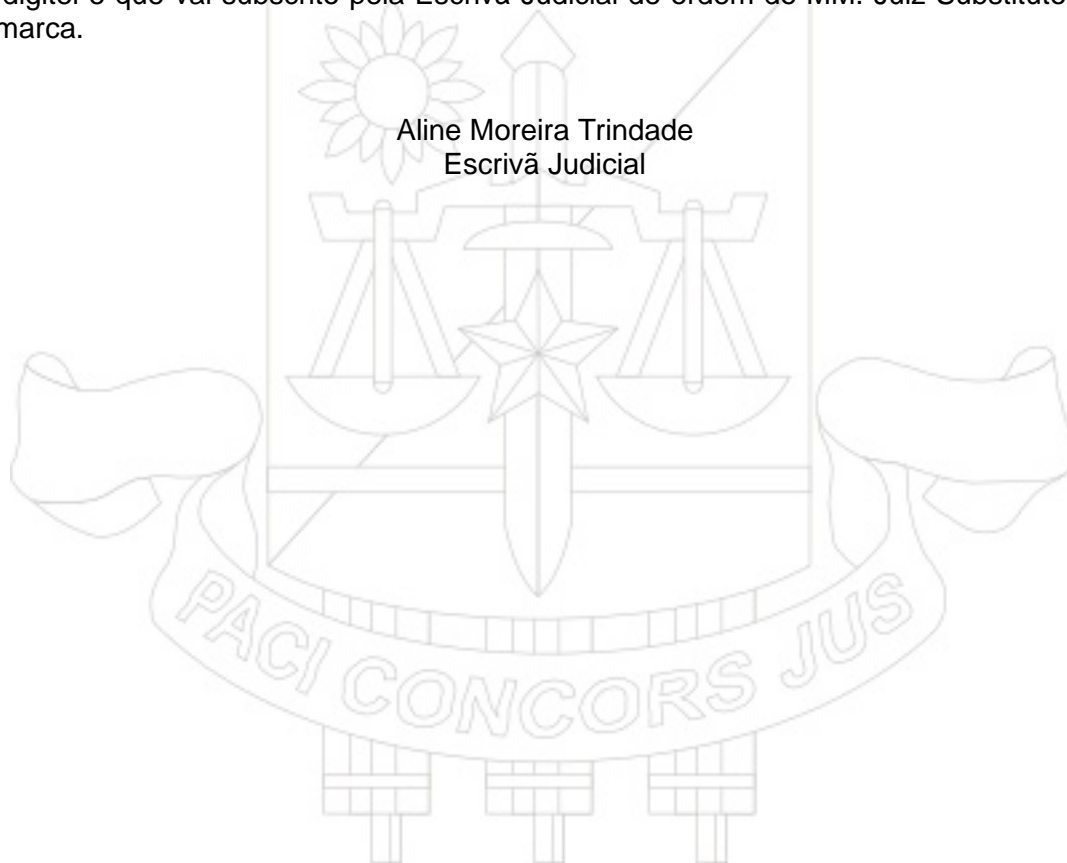 digitei o que vai subscrito pela Escrivã Judicial de ordem do MM. Juiz Substituto
marca.
Aline Moreira Trindade
Escrivã Judicial
PACI CONCORS JUS